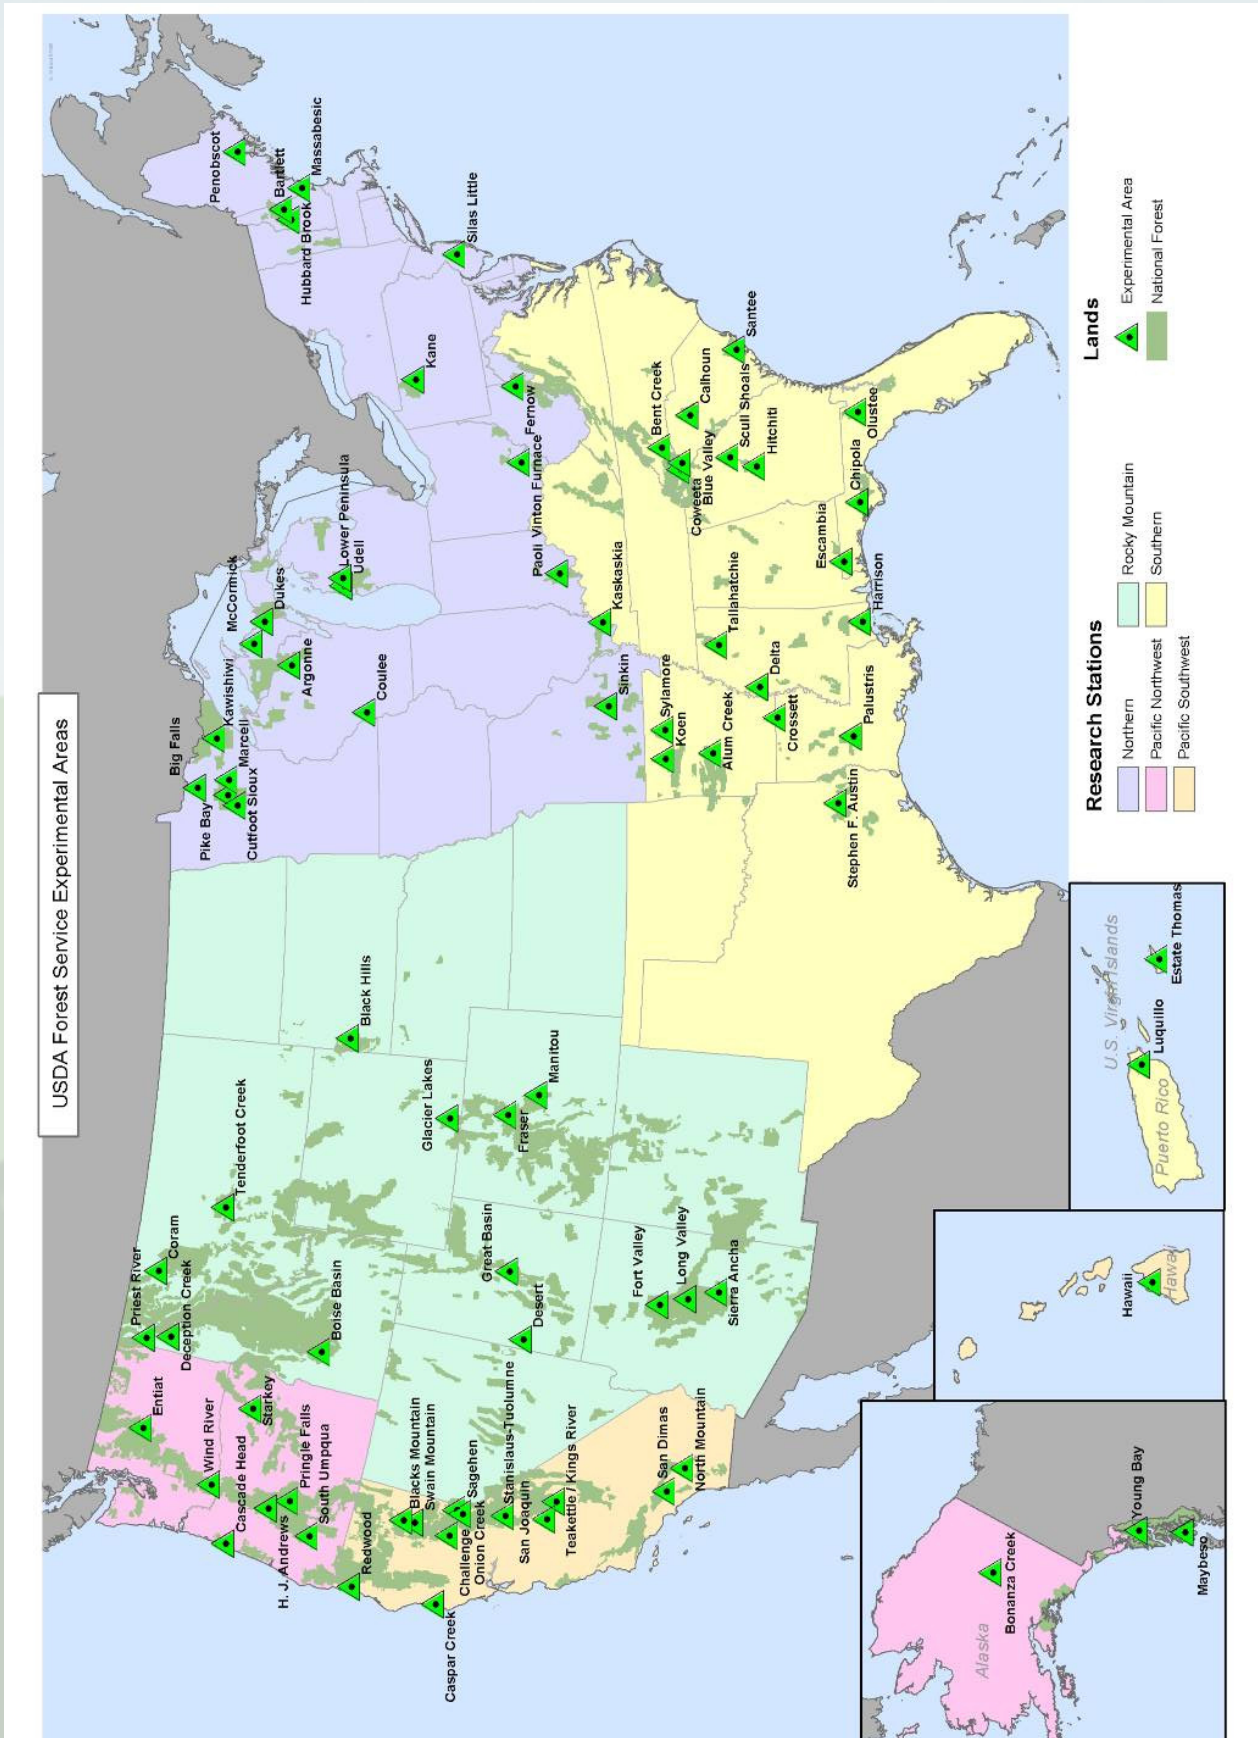 USDA Forest Service Experimental Areas
Priest River
Coram
Deception Creek
Entiat
Wind River
Cascade Head
Starkey
Pringle Falls
South Umpqua
H. J. Andrews
Redwood
Tenderfoot Creek
Boise Basin
Black Hills
Glacier Lakes
Manitou
Fraser
Great Basin
Desert
Fort Valley
Long Valley
Sierra Ancha
Blacks Mountain
Swain Mountain
Sagehen
Challenge
Onion Creek
Stanislaus-Tuolumne
San Joaquin
Teakettle / Kings River
Caspar Creek
San Dimas
North Mountain
Big Falls
Pike Bay
Kawishiwi
Marcell
Cutfoot Sioux
McCormick
Dukes
Argonne
Coulee
Lower Peninsula
Udell
Penobscot
Bartlett
Massabesic
Hubbard Brook
Silas Little
Kane
Fernow
Vinton Furnace
Paoli
Kaskaskia
Sinkin
Sylamore
Koen
Alum Creek
Tallahatchie
Delta
Crossett
Palustris
Stephen F. Austin
Harrison
Escambia
Chipola
Olustee
Bent Creek
Calhoun
Santee
Coweeta
Blue Valley
Scull Shoals
Hitchiti
Alaska
Bonanza Creek
Young Bay
Maybeso
Hawaii
Hawaii
U.S. Virgin Islands
Puerto Rico
Luquillo
Estate Thomas
Research Stations
Northern
Pacific Northwest
Pacific Southwest
Rocky Mountain
Southern
Lands
Experimental Area
National Forest